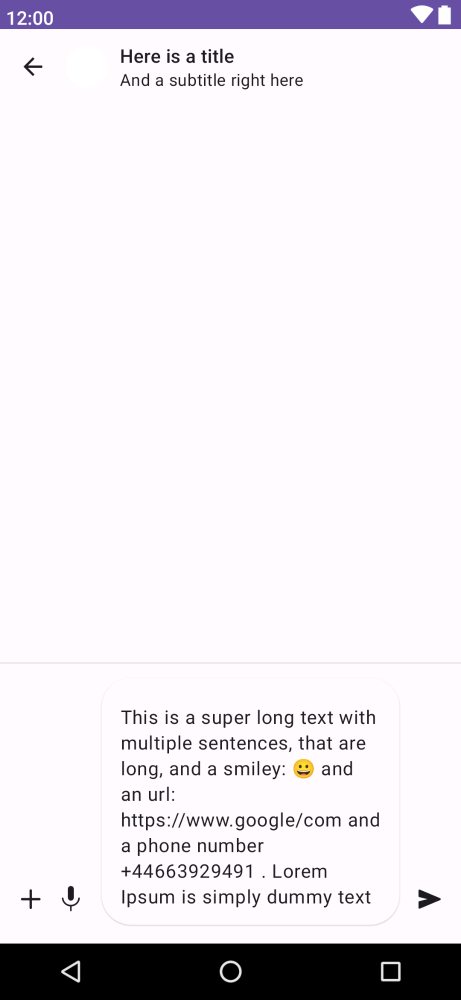 12:00
Here is a title
And a subtitle right here
This is a super long text with
multiple sentences, that are
long, and a smiley: 😀 and
an url:
https://www.google/com and
a phone number
+44663929491 . Lorem
Ipsum is simply dummy text